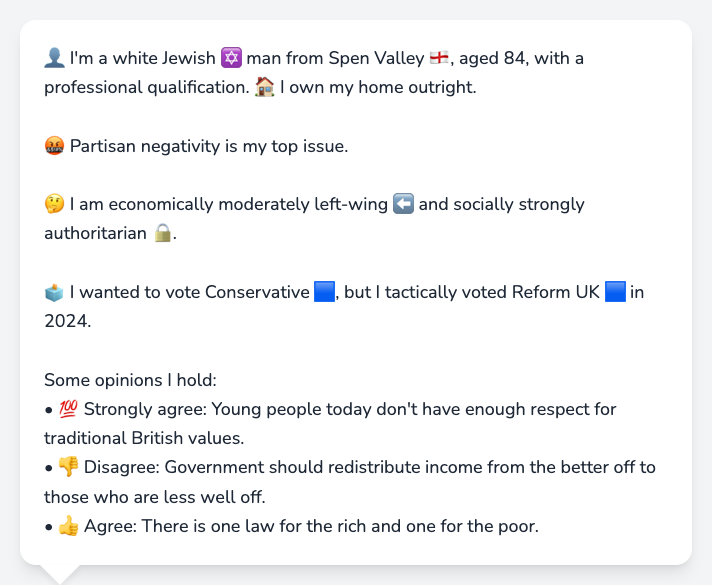 👤 I'm a white Jewish ✡️ man from Spen Valley 🏴󠁧󠁢󠁥󠁮󠁧󠁿, aged 84, with a
professional qualification. 🏠 I own my home outright.
🤬 Partisan negativity is my top issue.
🤔 I am economically moderately left-wing ⬅️ and socially strongly
authoritarian 🔒.
🗳️ I wanted to vote Conservative 🟦, but I tactically voted Reform UK 🟦 in
2024.
Some opinions I hold:
• 💯 Strongly agree: Young people today don't have enough respect for
traditional British values.
• 👎 Disagree: Government should redistribute income from the better off to
those who are less well off.
• 👍 Agree: There is one law for the rich and one for the poor.